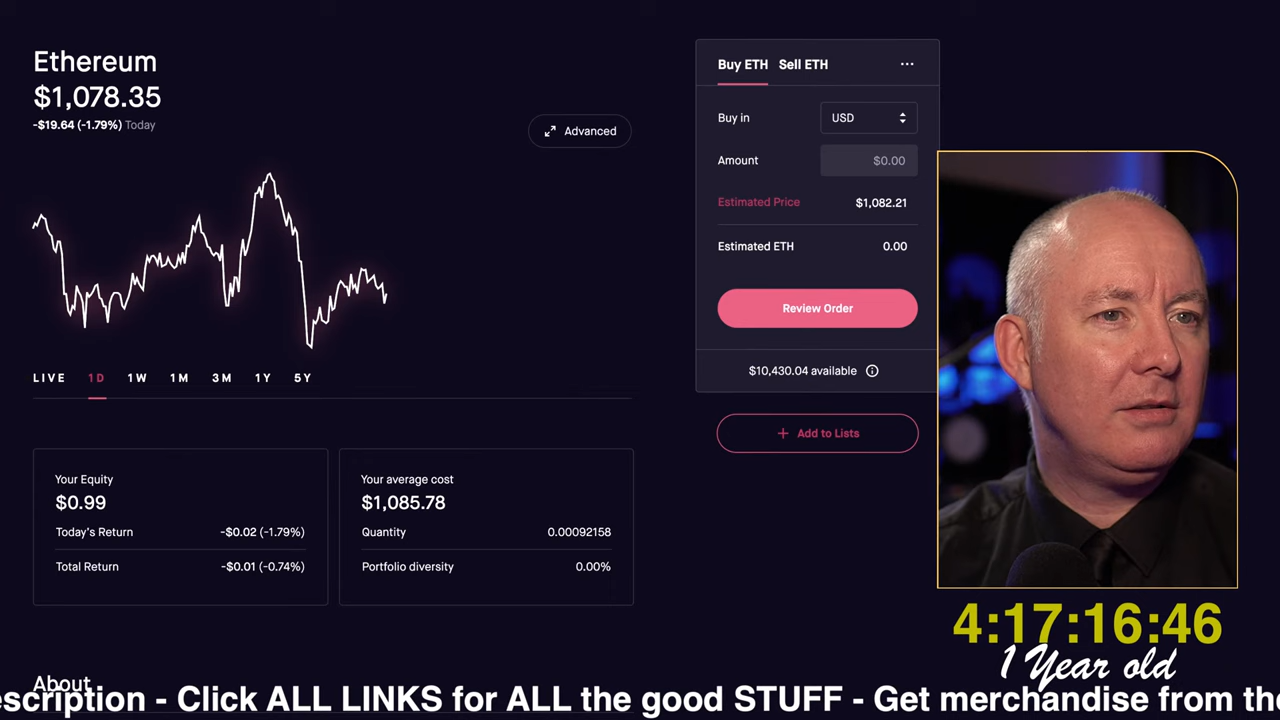 Ethereum
$1,078.35
-$19.64 (-1.79%) Today
Advanced
LIVE 1D 1W 1M 3M 1Y 5Y
Your Equity
$0.99
Today's Return -$0.02 (-1.79%)
Total Return -$0.01 (-0.74%)
Your average cost
$1,085.78
Quantity 0.00092158
Portfolio diversity 0.00%
About
Buy ETH Sell ETH
Buy in USD
Amount $0.00
Estimated Price $1,082.21
Estimated ETH 0.00
Review Order
$10,430.04 available
+ Add to Lists
4:17:16:46
1 Year old
escription - Click ALL LINKS for ALL the good STUFF - Get merchandise from the